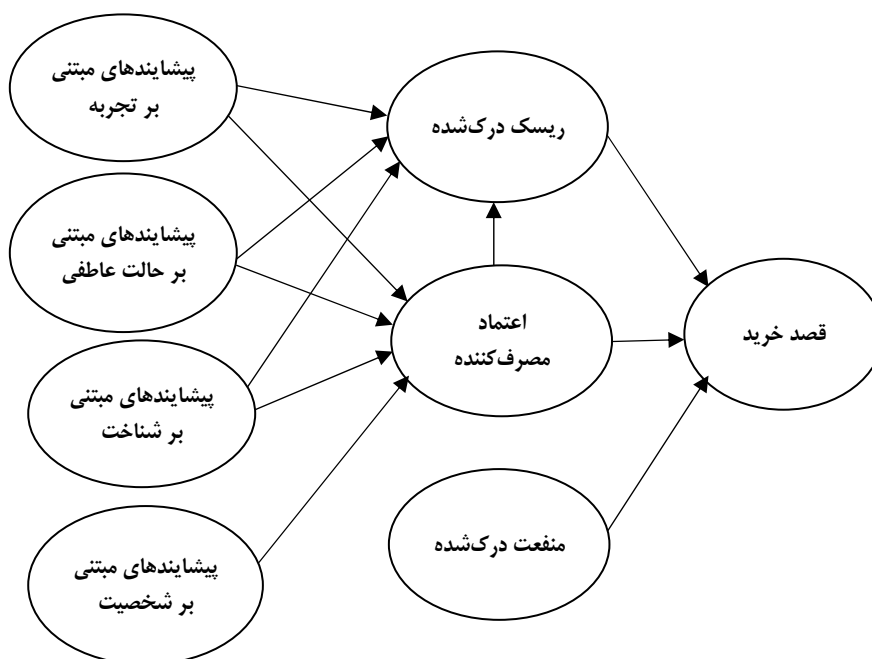 پیشایندهای مبتنی
بر تجربه
ریسک درک‌شده
پیشایندهای مبتنی
بر حالت عاطفی
اعتماد
مصرف‌کننده
قصد خرید
پیشایندهای مبتنی
بر شناخت
منفعت درک‌شده
پیشایندهای مبتنی
بر شخصیت